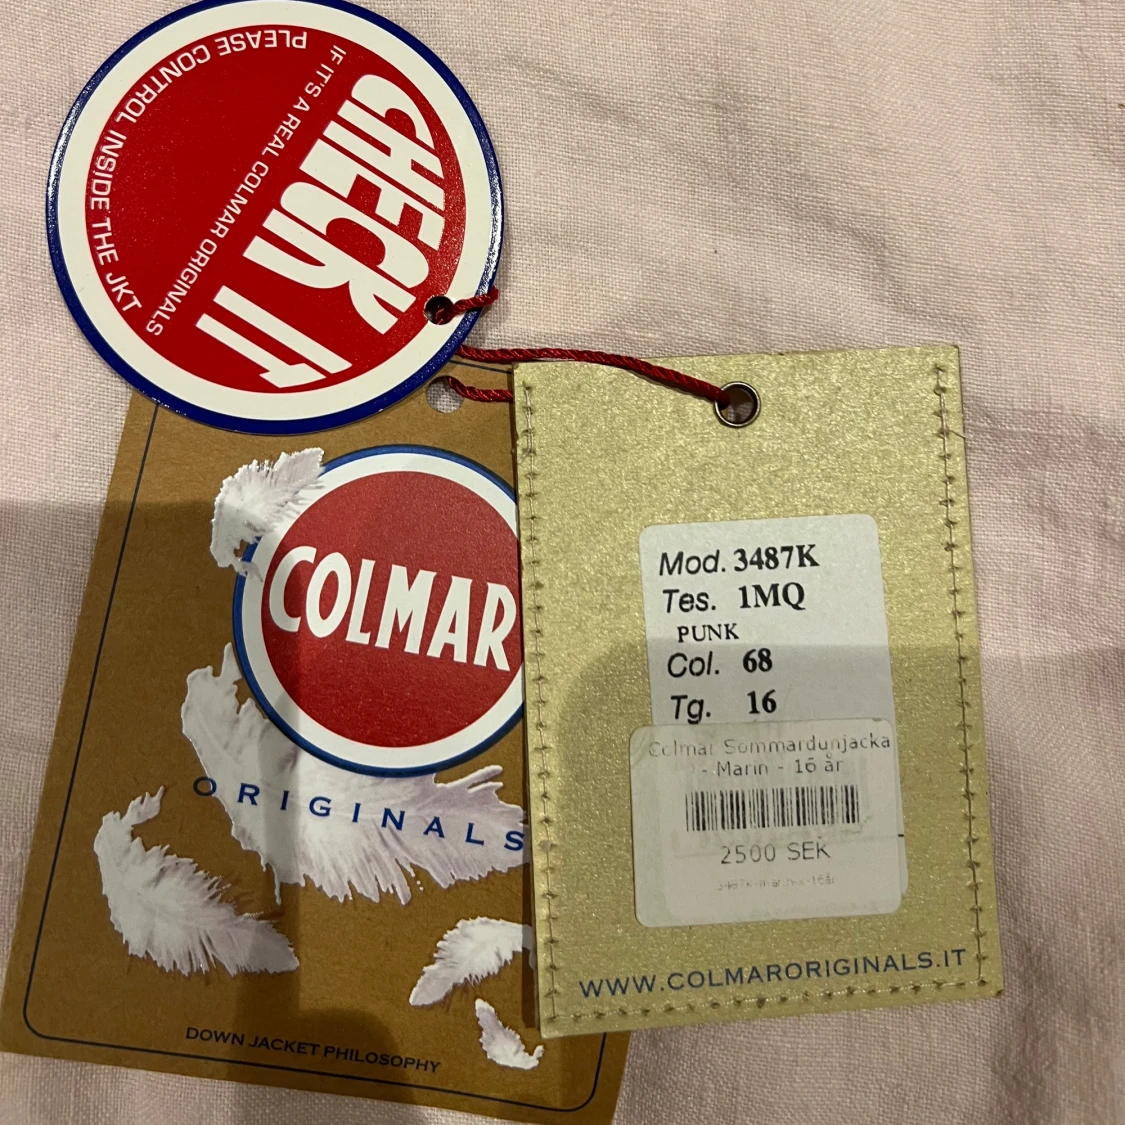 PLEASE CONTROL INSIDE THE JKT
IF IT'S A REAL COLMAR ORIGINALS
CHECK IT
COLMAR
ORIGINALS
DOWN JACKET PHILOSOPHY
Mod. 3487K
Tes. 1MQ
PUNK
Col. 68
Tg. 16
Colmar Sommardunjacka
- Marin - 16 år
2500 SEK
WWW.COLMARORIGINALS.IT